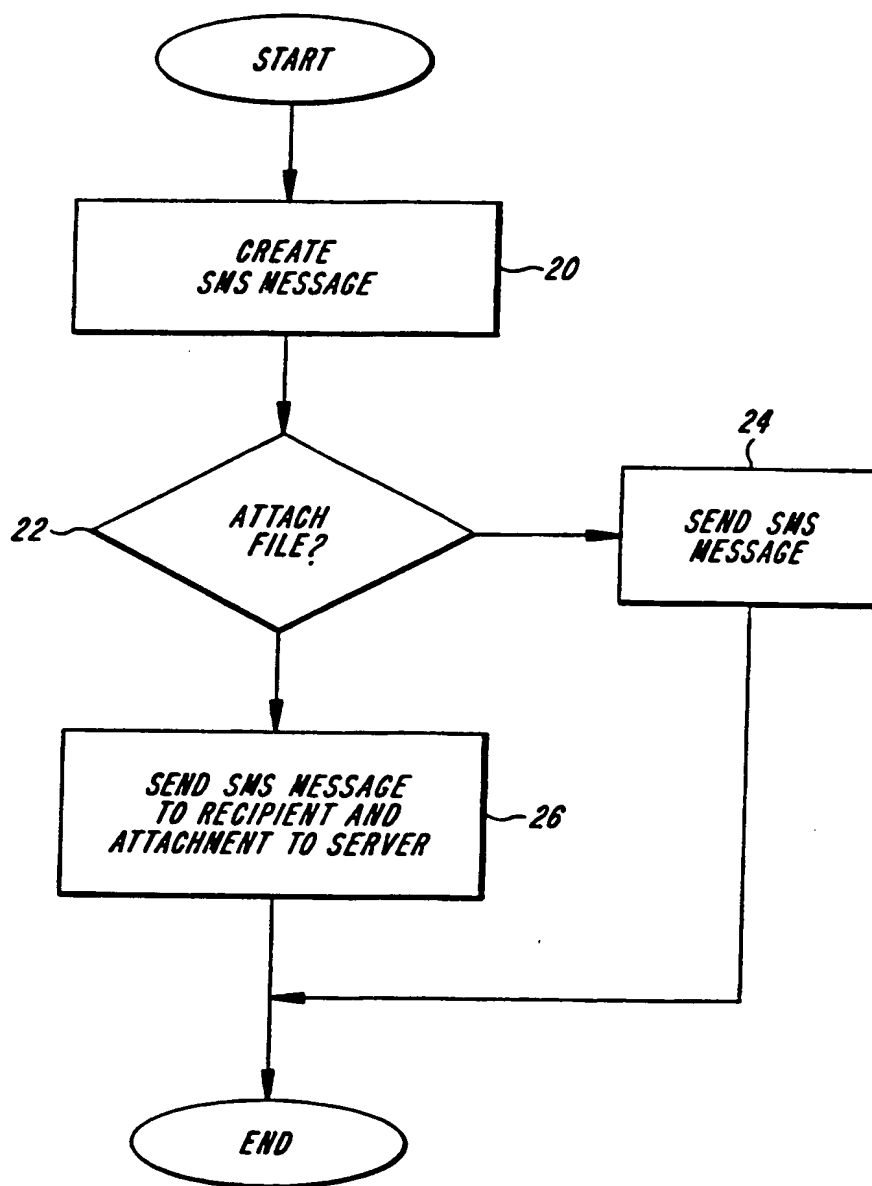 START
CREATE
SMS MESSAGE
20
24
22
ATTACH
FILE?
SEND SMS
MESSAGE
SEND SMS MESSAGE
TO RECIPIENT AND
ATTACHMENT TO SERVER
26
END